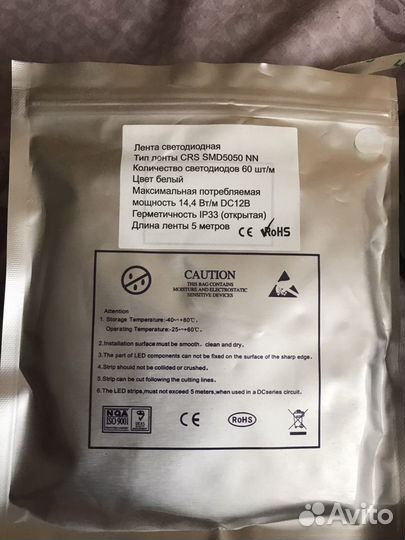 Лента светодиодная
Тип ленты CRS SMD5050 NN
Количество светодиодов 60 шт/м
Цвет белый
Максимальная потребляемая
мощность 14,4 Вт/м DC12В
Герметичность IP33 (открытая)
Длина ленты 5 метров
CE RoHS
CAUTION
THIS BAG CONTAINS
MOISTURE AND ELECTROSTATIC
SENSITIVE DEVICES
Attention
1. Storage Temperature:-40~+80℃,
Operating Temperature:-25~+60℃.
2.Installation surface must be smooth, clean and dry.
3.The part of LED components can not be fixed on the surface of the sharp edge.
4.Strip should not be collided or crushed.
5.Strip can be cut following the cutting lines.
6.The LED strips,must not exceed 5 meters,when used in a DCseries circuit.
NQA
ISO 9001
CE
RoHS
Avito